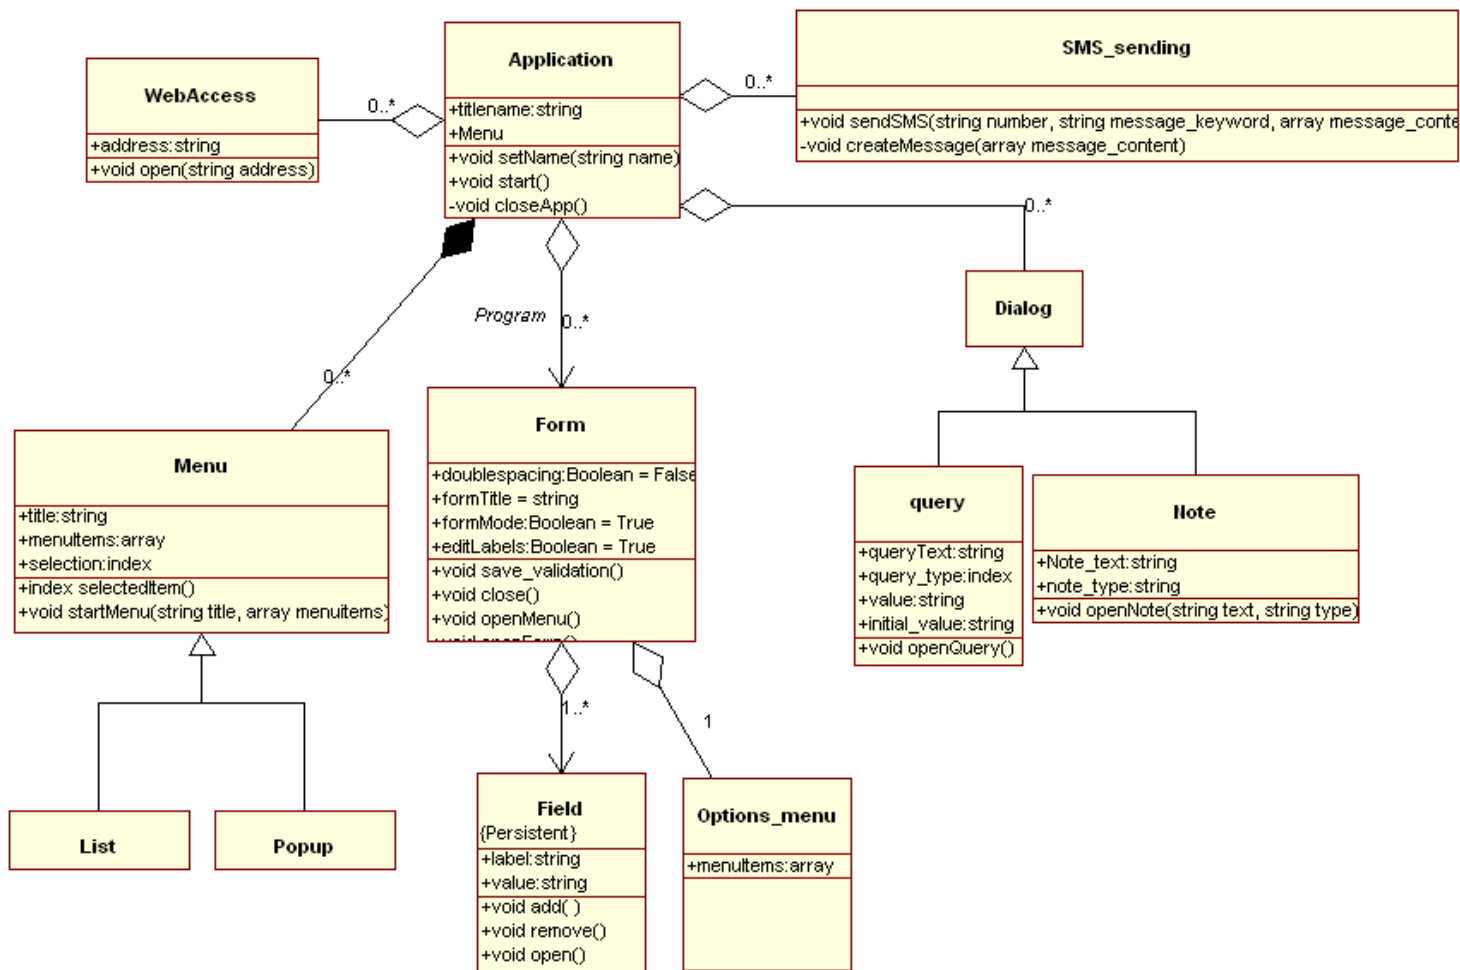 Application
+titlename:string
+Menu
+void setName(string name)
+void start()
-void closeApp()
WebAccess
+address:string
+void open(string address)
0..*
0..*
SMS_sending
+void sendSMS(string number, string message_keyword, array
-void createMessage(array message_content)
0..*
Dialog
Program
0..*
0..*
Menu
+title:string
+menuItems:array
+selection:index
+index selectedItem()
+void startMenu(string title, array menuitems)
Form
+doublespacing:Boolean = False
+formTitle = string
+formMode:Boolean = True
+editLabels:Boolean = True
+void save_validation()
+void close()
+void openMenu()
query
+queryText:string
+query_type:index
+value:string
+initial_value:string
+void openQuery()
Note
+Note_text:string
+note_type:string
+void openNote(string text, string type)
1..*
1
List
Popup
Field
{Persistent}
+label:string
+value:string
+void add( )
+void remove()
+void open()
Options_menu
+menuItems:array